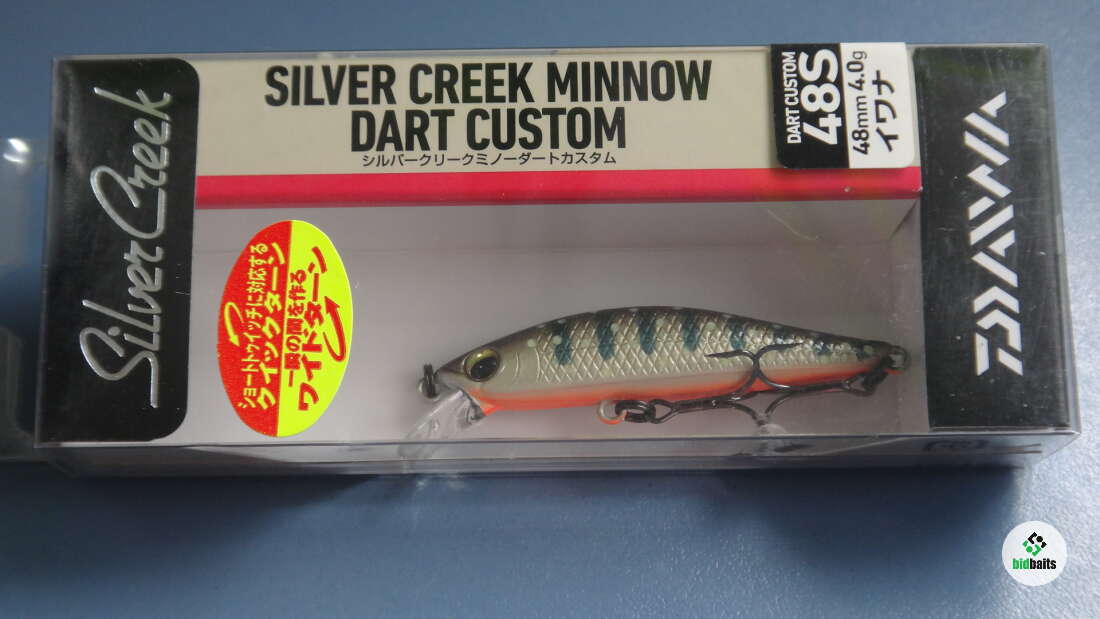 Silver Creek
SILVER CREEK MINNOW
DART CUSTOM
シルバークリークミノーダートカスタム
DART CUSTOM
48S
48mm 4.0g
イワナ
DAIWA
ショートトゥイッチに対応する
クイックターン
一瞬の間を作る
ワイドターン
bidbaits